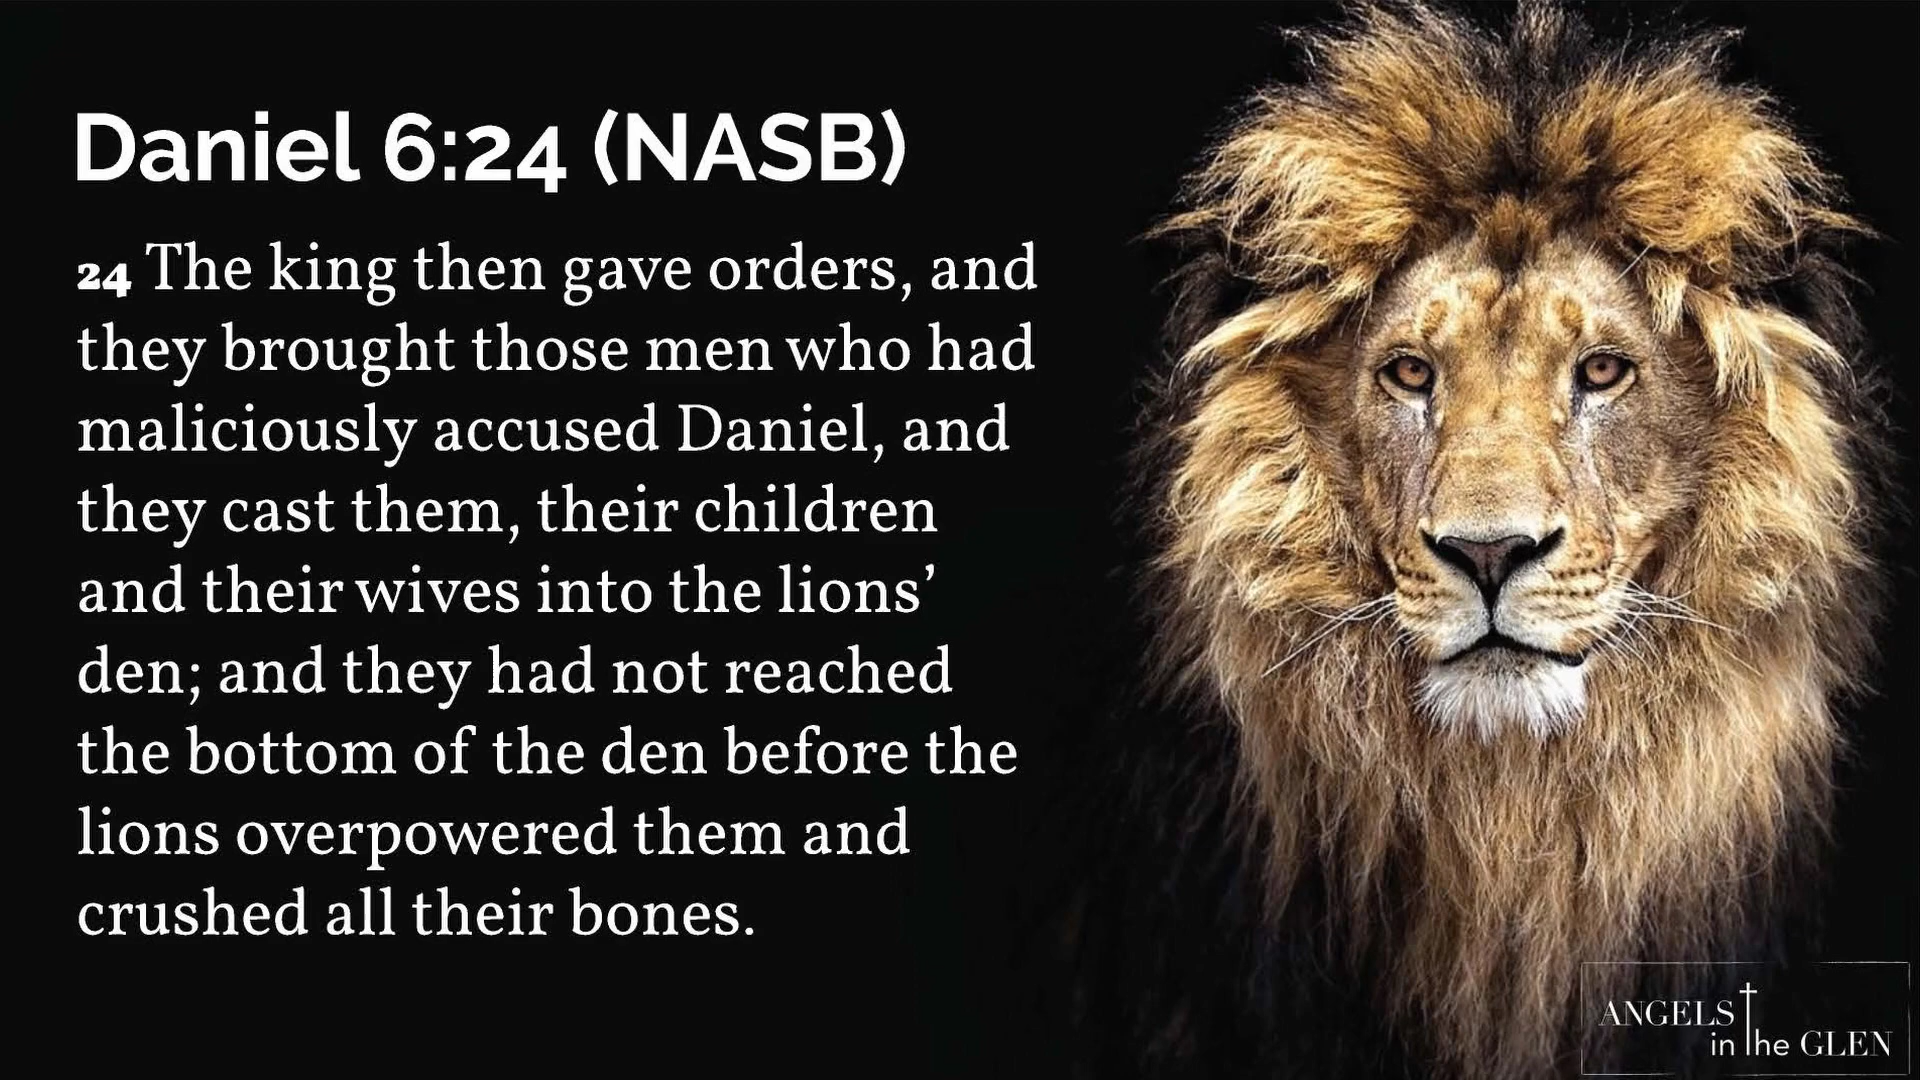 Daniel 6:24 (NASB)
24 The king then gave orders, and
they brought those men who had
maliciously accused Daniel, and
they cast them, their children
and their wives into the lions’
den; and they had not reached
the bottom of the den before the
lions overpowered them and
crushed all their bones.
ANGELS
in the GLEN